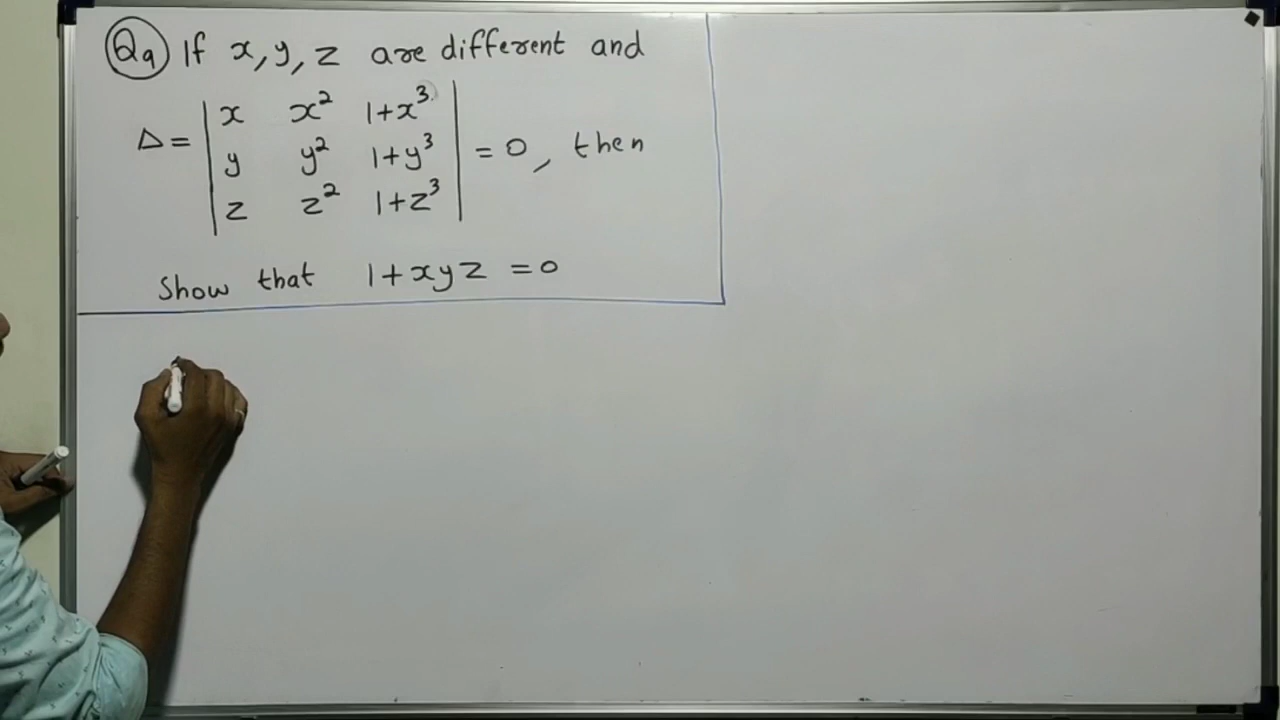 Q9) If x, y, z are different and
Δ = | x x² 1+x³ |
| y y² 1+y³ | = 0, then
| z z² 1+z³ |
Show that 1+xyz = 0